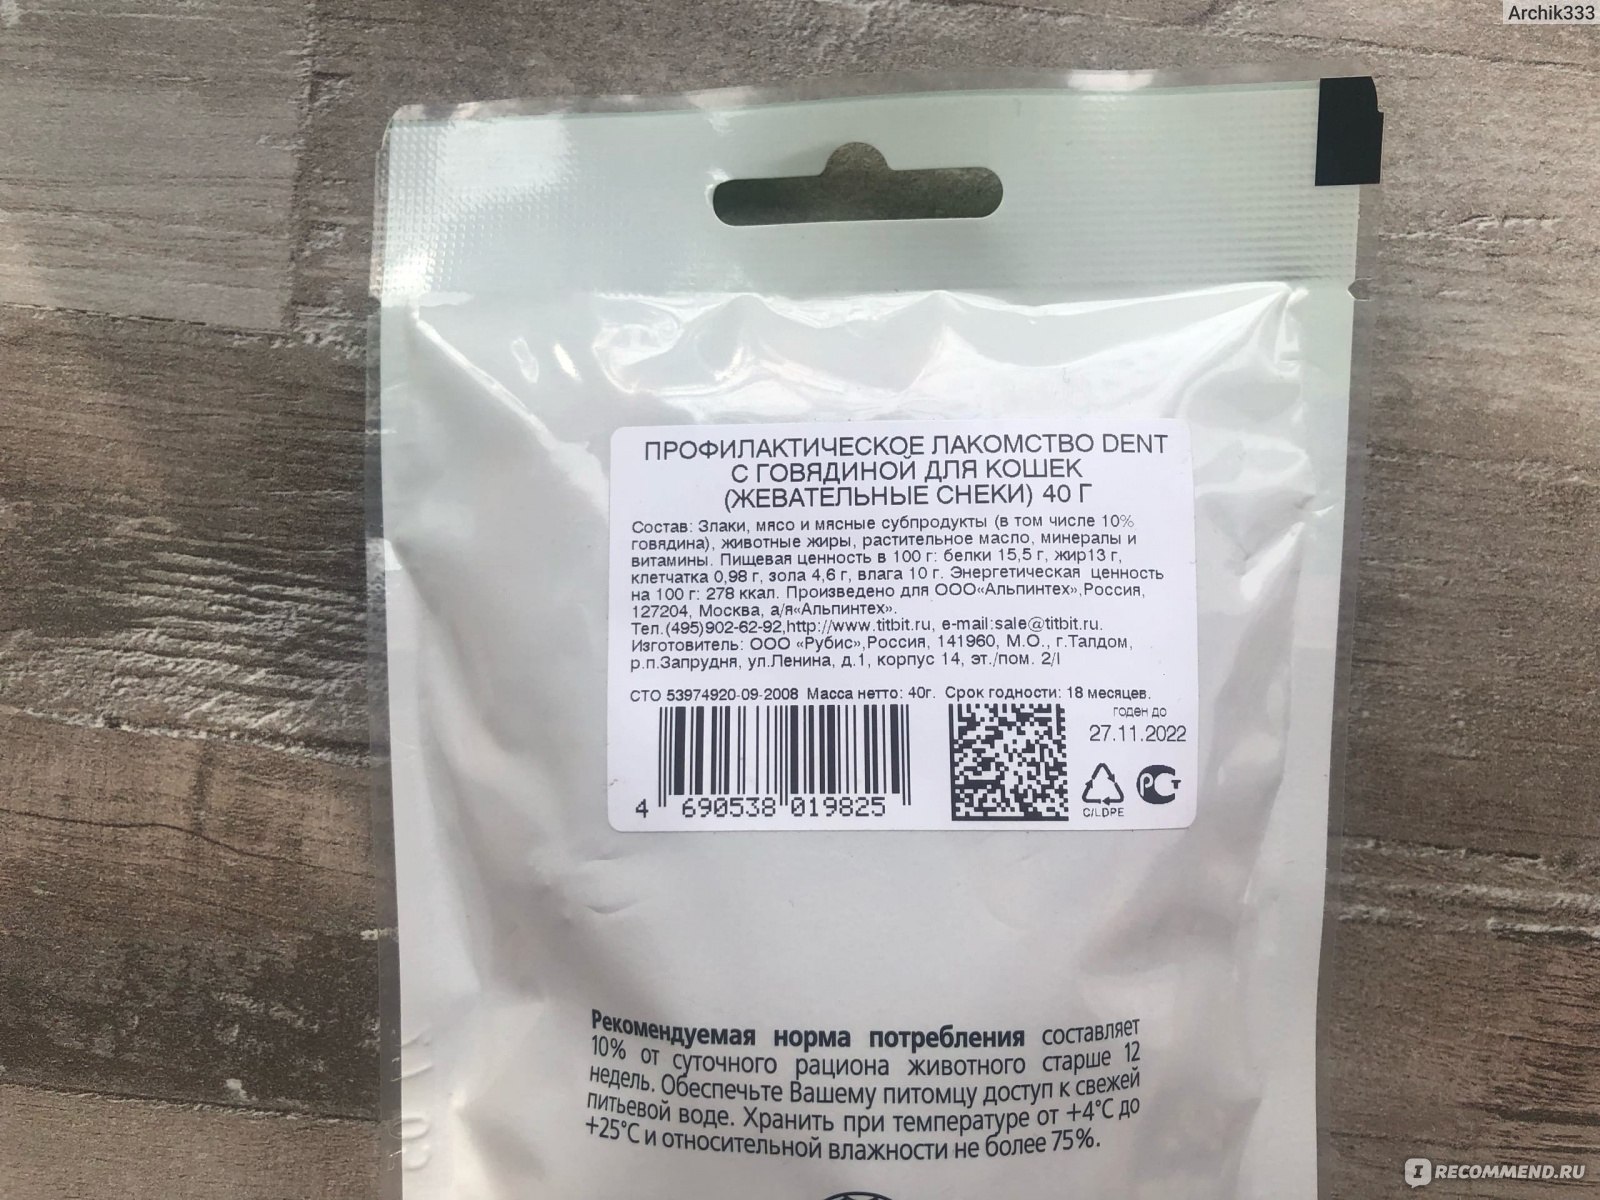 Archik333
ПРОФИЛАКТИЧЕСКОЕ ЛАКОМСТВО DENT
С ГОВЯДИНОЙ ДЛЯ КОШЕК
(ЖЕВАТЕЛЬНЫЕ СНЕКИ) 40 Г
Состав: Злаки, мясо и мясные субпродукты (в том числе 10%
говядина), животные жиры, растительное масло, минералы и
витамины. Пищевая ценность в 100 г: белки 15,5 г, жир13 г,
клетчатка 0,98 г, зола 4,6 г, влага 10 г. Энергетическая ценность
на 100 г: 278 ккал. Произведено для ООО«Альпинтех»,Россия,
127204, Москва, а/я«Альпинтех».
Тел.(495)902-62-92,http://www.titbit.ru, e-mail:sale@titbit.ru.
Изготовитель: ООО «Рубис»,Россия, 141960, М.О., г.Талдом,
р.п.Запрудня, ул.Ленина, д.1, корпус 14, эт./пом. 2/I
СТО 53974920-09-2008 Масса нетто: 40г. Срок годности: 18 месяцев.
годен до
27.11.2022
C/LDPE
РСТ
4 690538 019825
Рекомендуемая норма потребления составляет
10% от суточного рациона животного старше 12
недель. Обеспечьте Вашему питомцу доступ к свежей
питьевой воде. Хранить при температуре от +4°С до
+25°С и относительной влажности не более 75%.
IRECOMMEND.RU